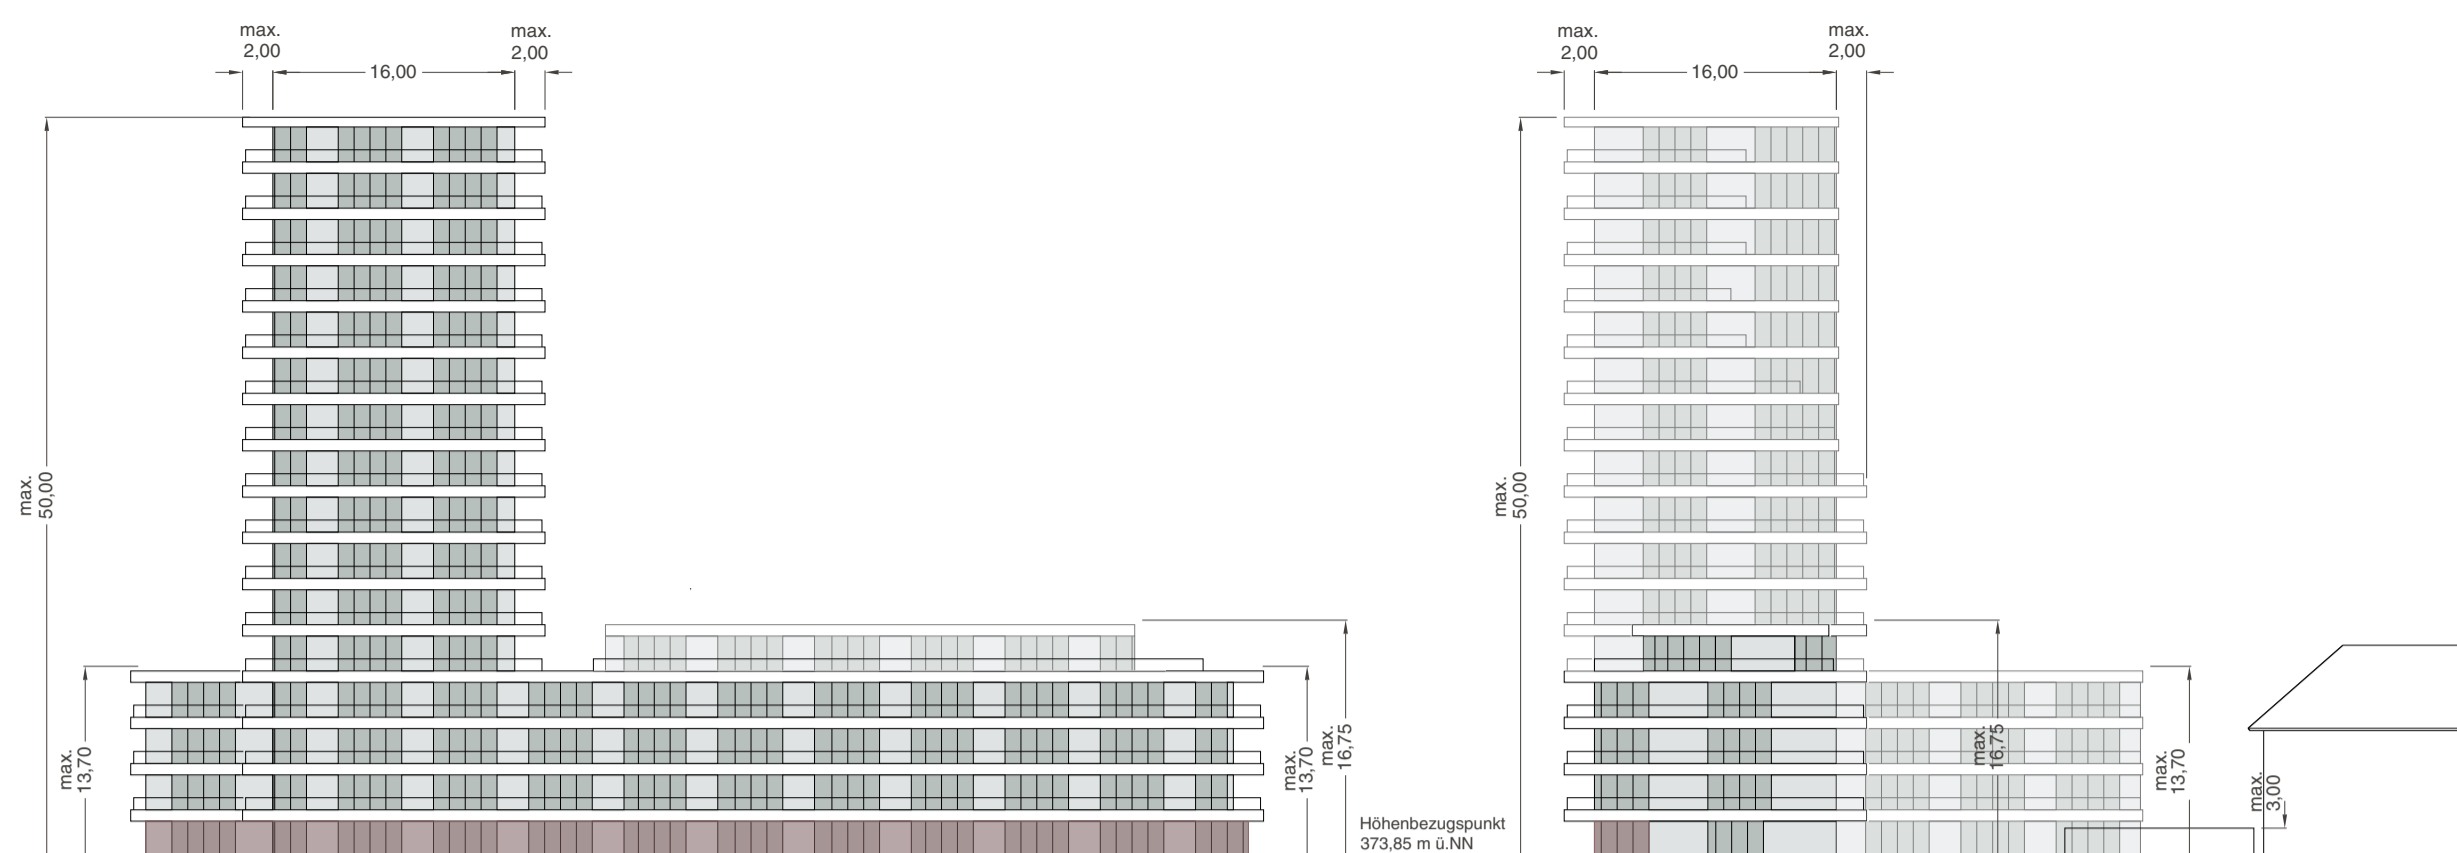 max.
2,00
16,00
max.
2,00
max.
50,00
max.
13,70
max.
13,70
max.
16,75
Höhenbezugspunkt
373,85 m ü.NN
max.
2,00
16,00
max.
2,00
max.
50,00
max.
16,75
max.
13,70
max.
3,00